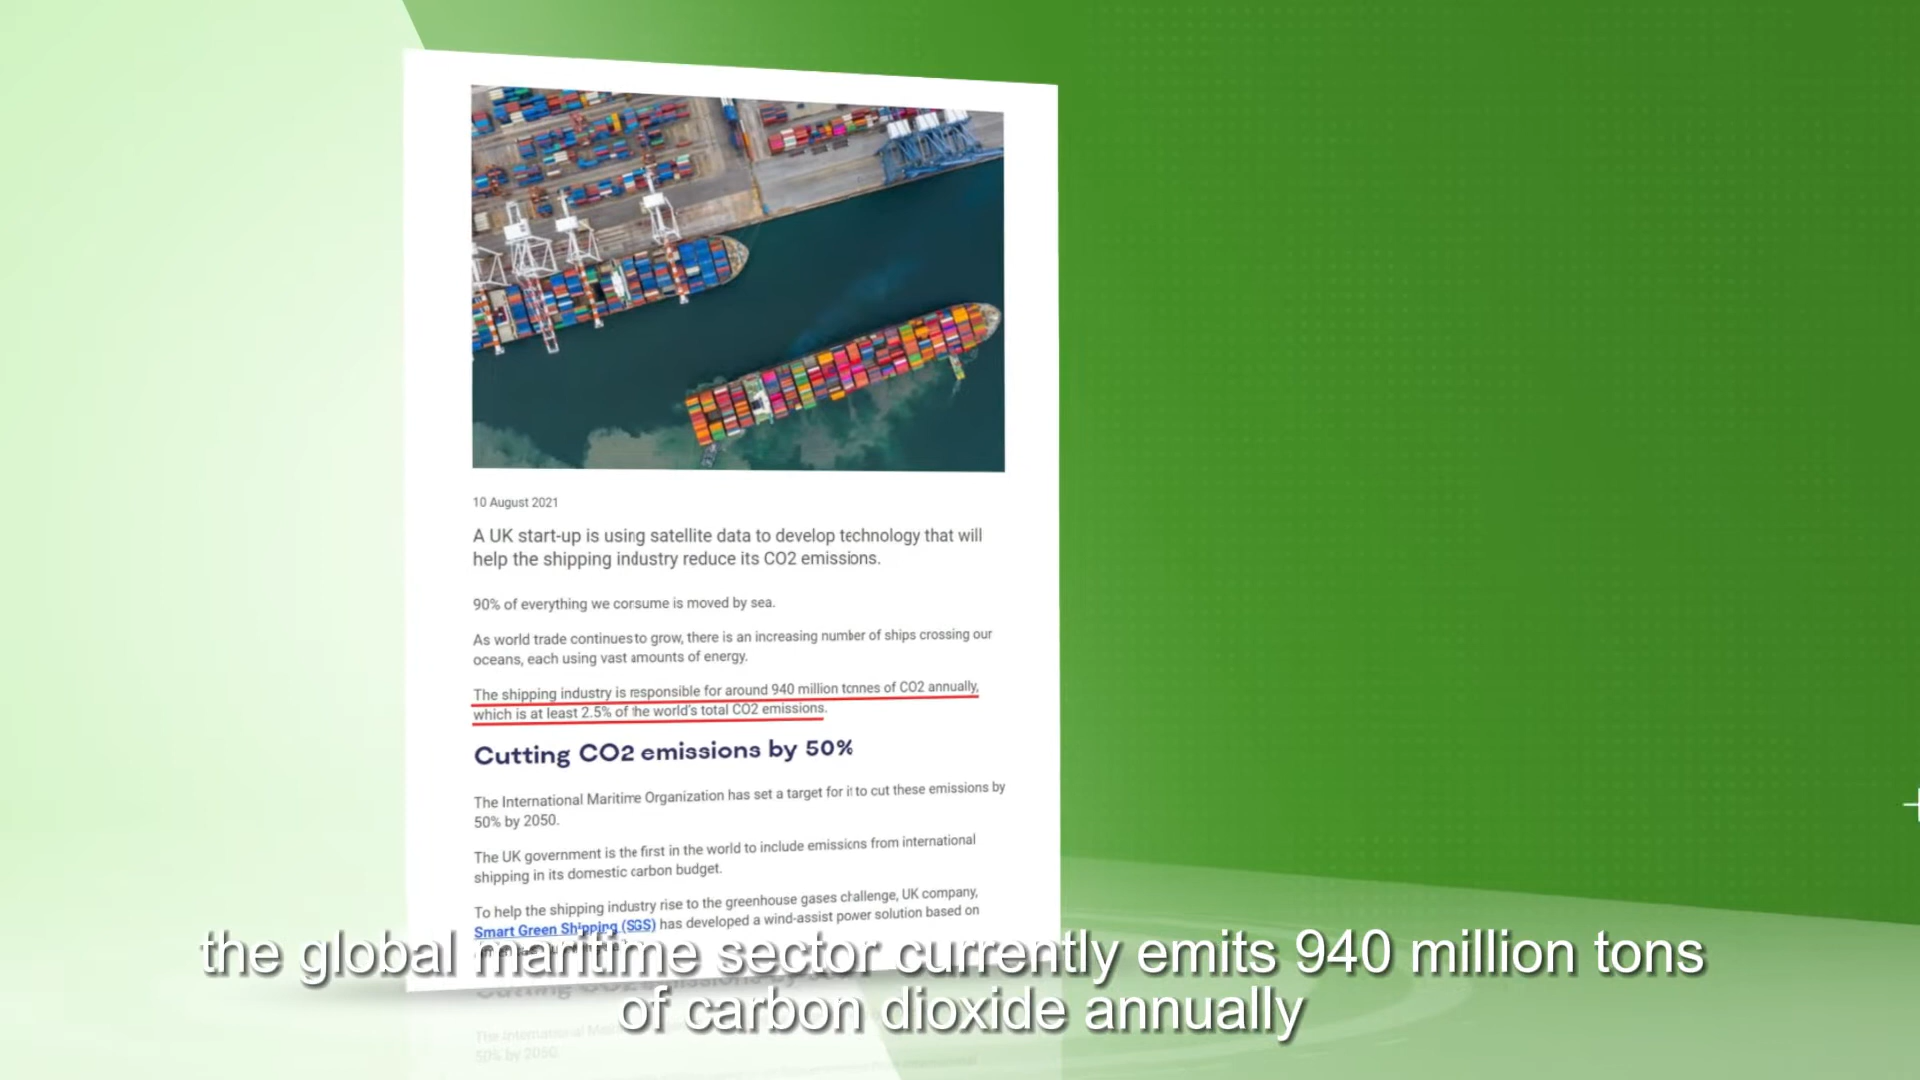 10 August 2021
A UK start-up is using satellite data to develop technology that will
help the shipping industry reduce its CO2 emissions.
90% of everything we consume is moved by sea.
As world trade continues to grow, there is an increasing number of ships crossing our
oceans, each using vast amounts of energy.
The shipping industry is responsible for around 940 million tonnes of CO2 annually,
which is at least 2.5% of the world's total CO2 emissions.
Cutting CO2 emissions by 50%
The International Maritime Organization has set a target for it to cut these emissions by
50% by 2050.
The UK government is the first in the world to include emissions from international
shipping in its domestic carbon budget.
To help the shipping industry rise to the greenhouse gases challenge, UK company,
Smart Green Shipping (SGS) has developed a wind-assist power solution based on
the global maritime sector currently emits 940 million tons
of carbon dioxide annually